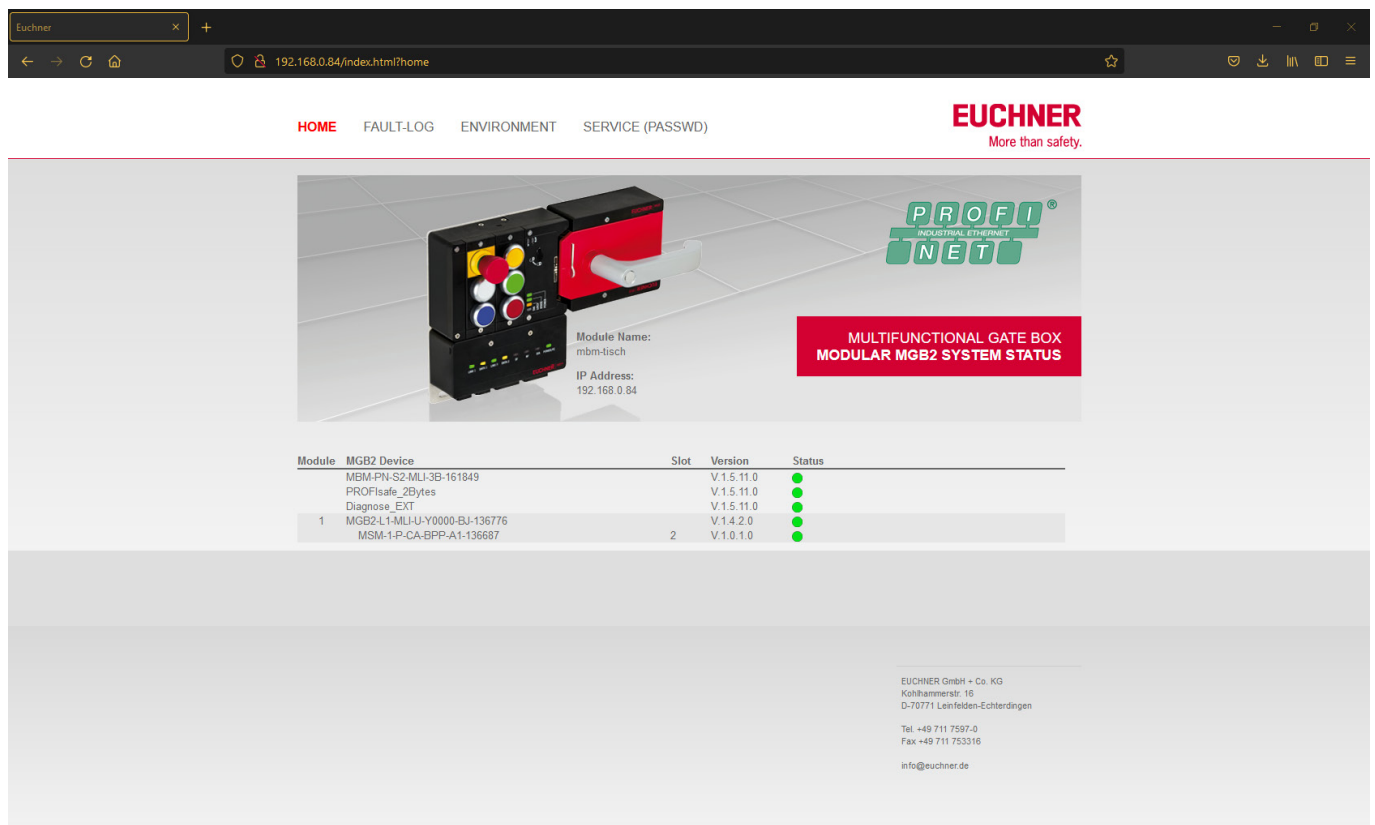 Euchner
192.168.0.84/index.html?home
HOME FAULT-LOG ENVIRONMENT SERVICE (PASSWD)
EUCHNER
More than safety.
PROFI®
INDUSTRIAL ETHERNET
NET
Module Name:
mbm-tisch
IP Address:
192.168.0.84
MULTIFUNCTIONAL GATE BOX
MODULAR MGB2 SYSTEM STATUS
Module MGB2 Device Slot Version Status
MBM-PN-S2-MLI-3B-161849 V.1.5.11.0
PROFIsafe_2Bytes V.1.5.11.0
Diagnose_EXT V.1.5.11.0
1 MGB2-L1-MLI-U-Y0000-BJ-136776 V.1.4.2.0
MSM-1-P-CA-BPP-A1-136687 2 V.1.0.1.0
EUCHNER GmbH + Co. KG
Kohlhammerstr. 16
D-70771 Leinfelden-Echterdingen
Tel. +49 711 7597-0
Fax +49 711 753316
info@euchner.de